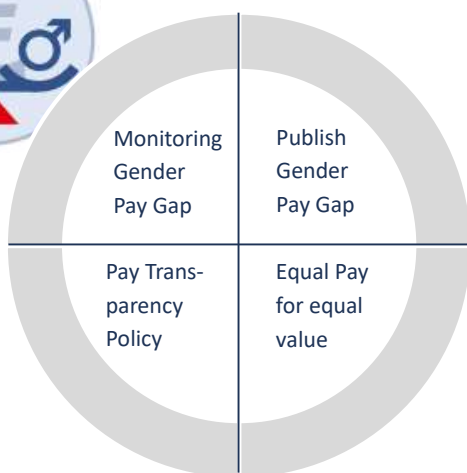 Monitoring
Gender
Pay Gap
Publish
Gender
Pay Gap
Pay Trans-
parency
Policy
Equal Pay
for equal
value